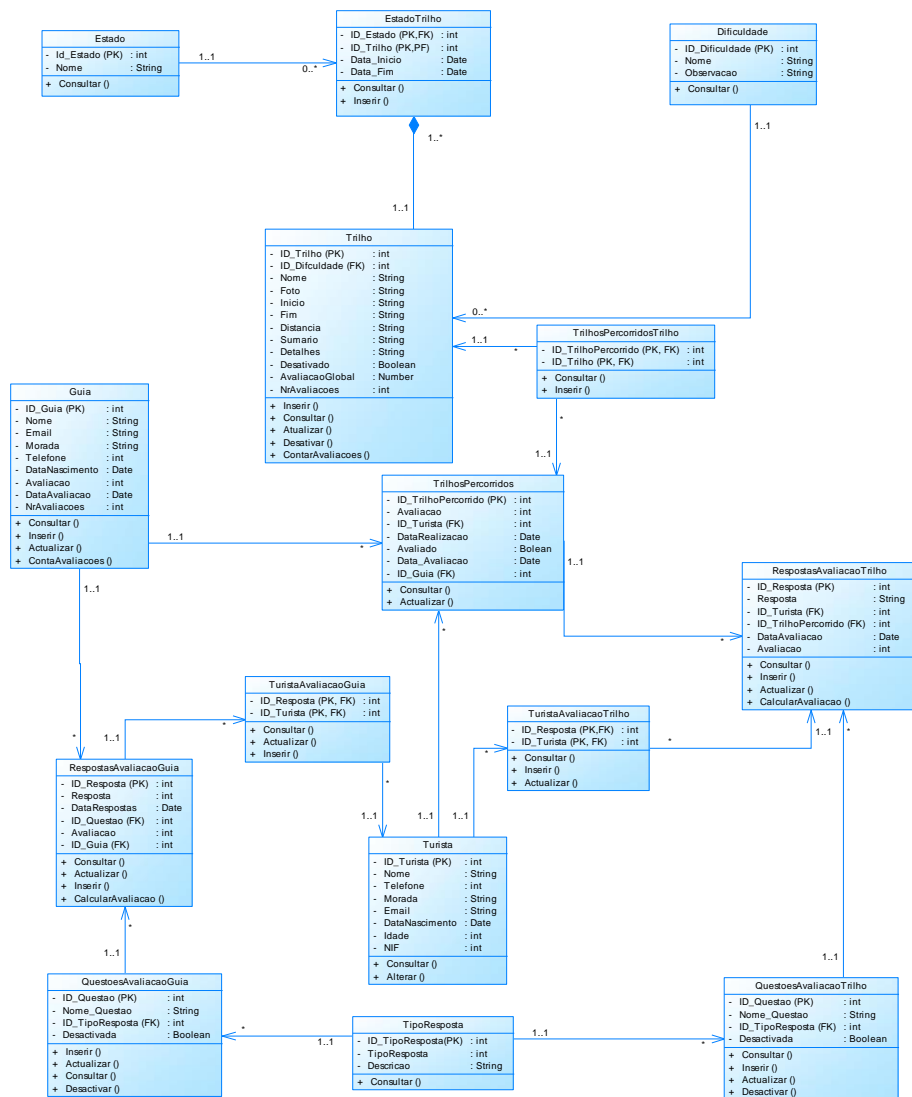 Estado
- Id_Estado (PK) : int
- Nome : String
+ Consultar ()
1..1
0..*
EstadoTrilho
- ID_Estado (PK,FK) : int
- ID_Trilho (PK,PF) : int
- Data_Inicio : Date
- Data_Fim : Date
+ Consultar ()
+ Inserir ()
1..*
1..1
Dificuldade
- ID_Dificuldade (PK) : int
- Nome : String
- Observacao : String
+ Consultar ()
1..1
0..*
Trilho
- ID_Trilho (PK) : int
- ID_Difculdade (FK) : int
- Nome : String
- Foto : String
- Inicio : String
- Fim : String
- Distancia : String
- Sumario : String
- Detalhes : String
- Desativado : Boolean
- AvaliacaoGlobal : Number
- NrAvaliacoes : int
+ Inserir ()
+ Consultar ()
+ Atualizar ()
+ Desativar ()
+ ContarAvaliacoes ()
1..1
*
TrilhosPercorridosTrilho
- ID_TrilhoPercorrido (PK, FK) : int
- ID_Trilho (PK, FK) : int
+ Consultar ()
+ Inserir ()
*
1..1
Guia
- ID_Guia (PK) : int
- Nome : String
- Email : String
- Morada : String
- Telefone : int
- DataNascimento : Date
- Avaliacao : int
- DataAvaliacao : Date
- NrAvaliacoes : int
+ Consultar ()
+ Inserir ()
+ Actualizar ()
+ ContaAvaliacoes ()
1..1
*
1..1
*
TrilhosPercorridos
- ID_TrilhoPercorrido (PK) : int
- Avaliacao : int
- ID_Turista (FK) : int
- DataRealizacao : Date
- Avaliado : Bolean
- Data_Avaliacao : Date
- ID_Guia (FK) : int
+ Consultar ()
+ Actualizar ()
1..1
*
*
1..1
RespostasAvaliacaoTrilho
- ID_Resposta (PK) : int
- Resposta : String
- ID_Turista (FK) : int
- ID_TrilhoPercorrido (FK) : int
- DataAvaliacao : Date
- Avaliacao : int
+ Consultar ()
+ Inserir ()
+ Actualizar ()
+ CalcularAvaliacao ()
1..1
*
TuristaAvaliacaoGuia
- ID_Resposta (PK, FK) : int
- ID_Turista (PK, FK) : int
+ Consultar ()
+ Actualizar ()
+ Inserir ()
1..1
*
*
1..1
TuristaAvaliacaoTrilho
- ID_Resposta (PK,FK) : int
- ID_Turista (PK, FK) : int
+ Consultar ()
+ Inserir ()
+ Actualizar ()
*
*
1..1
RespostasAvaliacaoGuia
- ID_Resposta (PK) : int
- Resposta : int
- DataRespostas : Date
- ID_Questao (FK) : int
- Avaliacao : int
- ID_Guia (FK) : int
+ Consultar ()
+ Actualizar ()
+ Inserir ()
+ CalcularAvaliacao ()
*
1..1
Turista
- ID_Turista (PK) : int
- Nome : String
- Telefone : int
- Morada : String
- Email : String
- DataNascimento : Date
- Idade : int
- NIF : int
+ Consultar ()
+ Alterar ()
1..1
QuestoesAvaliacaoGuia
- ID_Questao (PK) : int
- Nome_Questao : String
- ID_TipoResposta (FK) : int
- Desactivada : Boolean
+ Inserir ()
+ Actualizar ()
+ Consultar ()
+ Desactivar ()
*
1..1
TipoResposta
- ID_TipoResposta(PK) : int
- TipoResposta : int
- Descricao : String
+ Consultar ()
1..1
*
QuestoesAvaliacaoTrilho
- ID_Questao (PK) : int
- Nome_Questao : String
- ID_TipoResposta (FK) : int
- Desactivada : Boolean
+ Consultar ()
+ Inserir ()
+ Actualizar ()
+ Desactivar ()